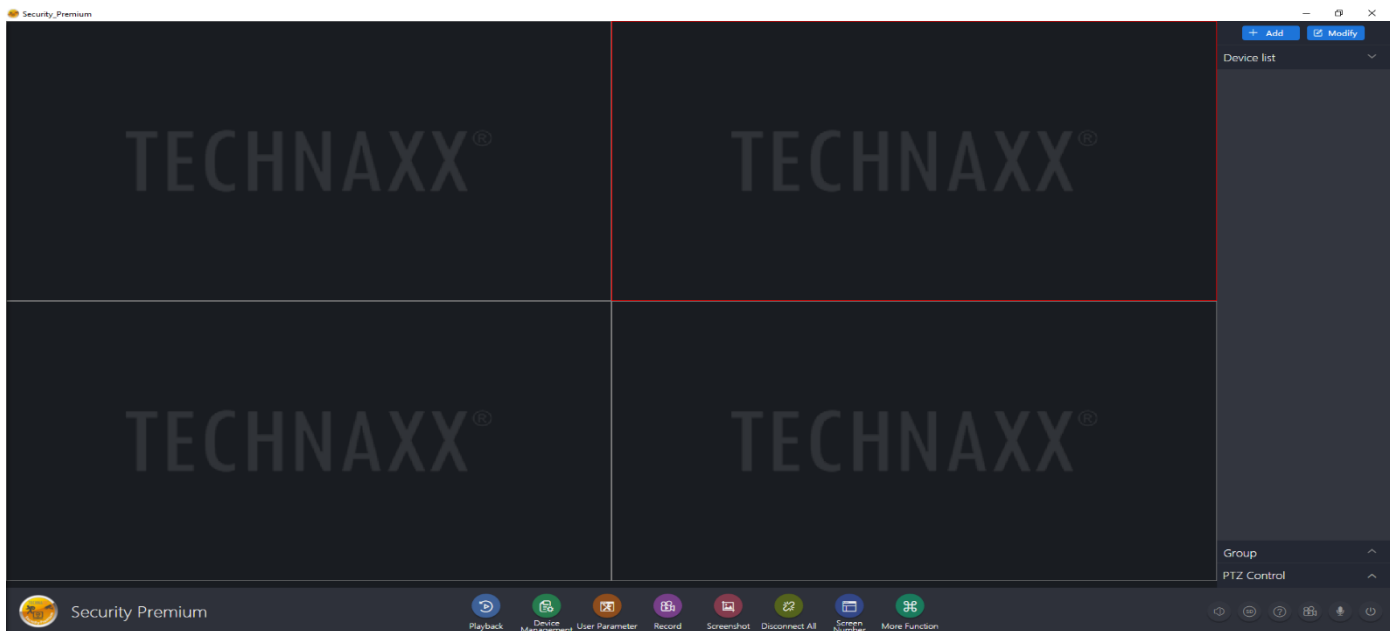 Security_Premium
Add
Modify
Device list
TECHNAXX®
TECHNAXX®
TECHNAXX®
TECHNAXX®
Group
PTZ Control
Security Premium
Playback
Device
Management
User Parameter
Record
Screenshot
Disconnect All
Screen
Number
More Function